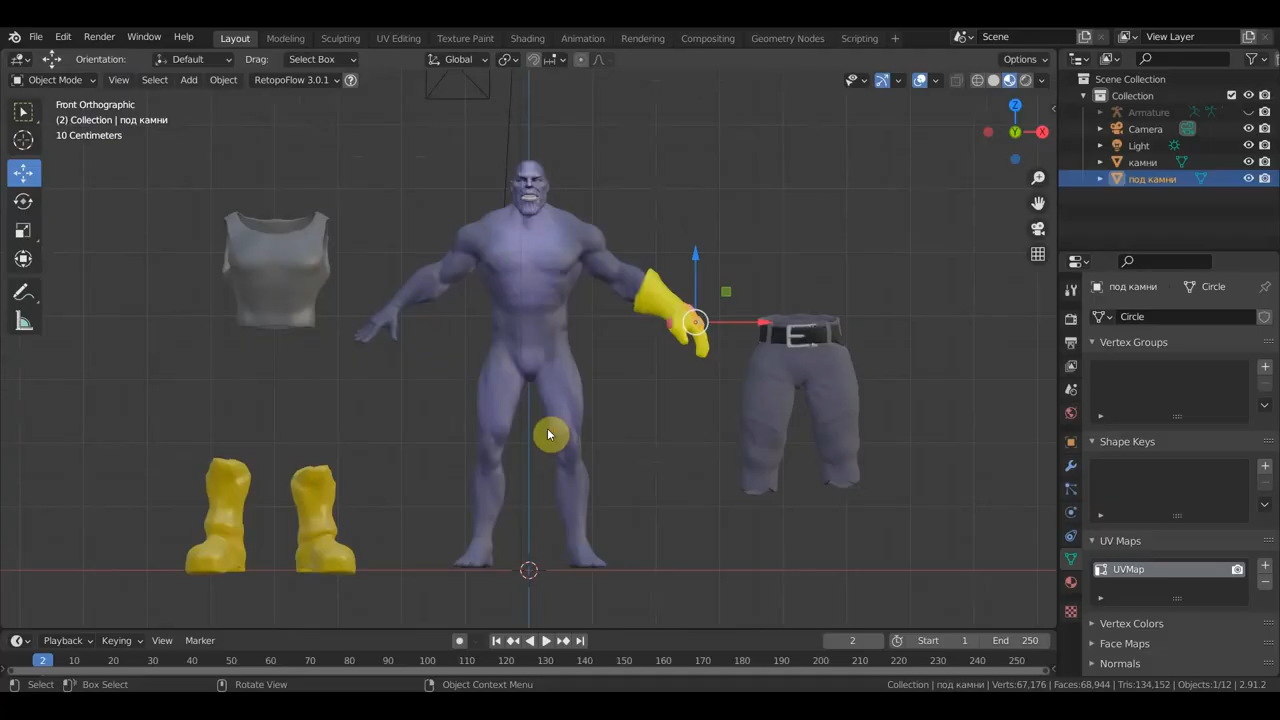 File Edit Render Window Help Layout Modeling Sculpting UV Editing Texture Paint Shading Animation Rendering Compositing Geometry Nodes Scripting + Scene View Layer
Orientation: Default Drag: Select Box Global Options
Object Mode View Select Add Object RetopoFlow 3.0.1
Front Orthographic
(2) Collection | под камни
10 Centimeters
Z
Y
X
Scene Collection
Collection
Armature
Camera
Light
камни
под камни
под камни Circle
Circle
Vertex Groups
Shape Keys
UV Maps
UVMap
Vertex Colors
Face Maps
Normals
Playback Keying View Marker 2 Start 1 End 250
2 10 20 30 40 50 60 70 80 90 100 110 120 130 140 150 160 170 180 190 200 210 220 230 240 250
Select Box Select Rotate View Object Context Menu Collection | под камни | Verts:67,176 | Faces:68,944 | Tris:134,152 | Objects:1/12 | 2.91.2